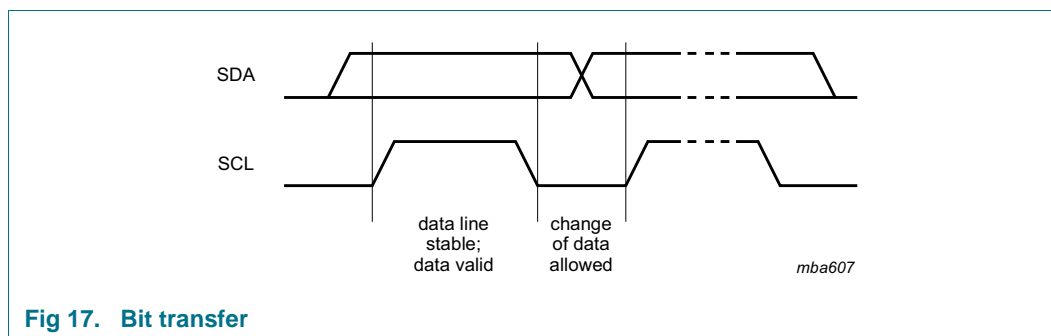 SDA
SCL
data line
stable;
data valid
change
of data
allowed
mba607
Fig 17. Bit transfer